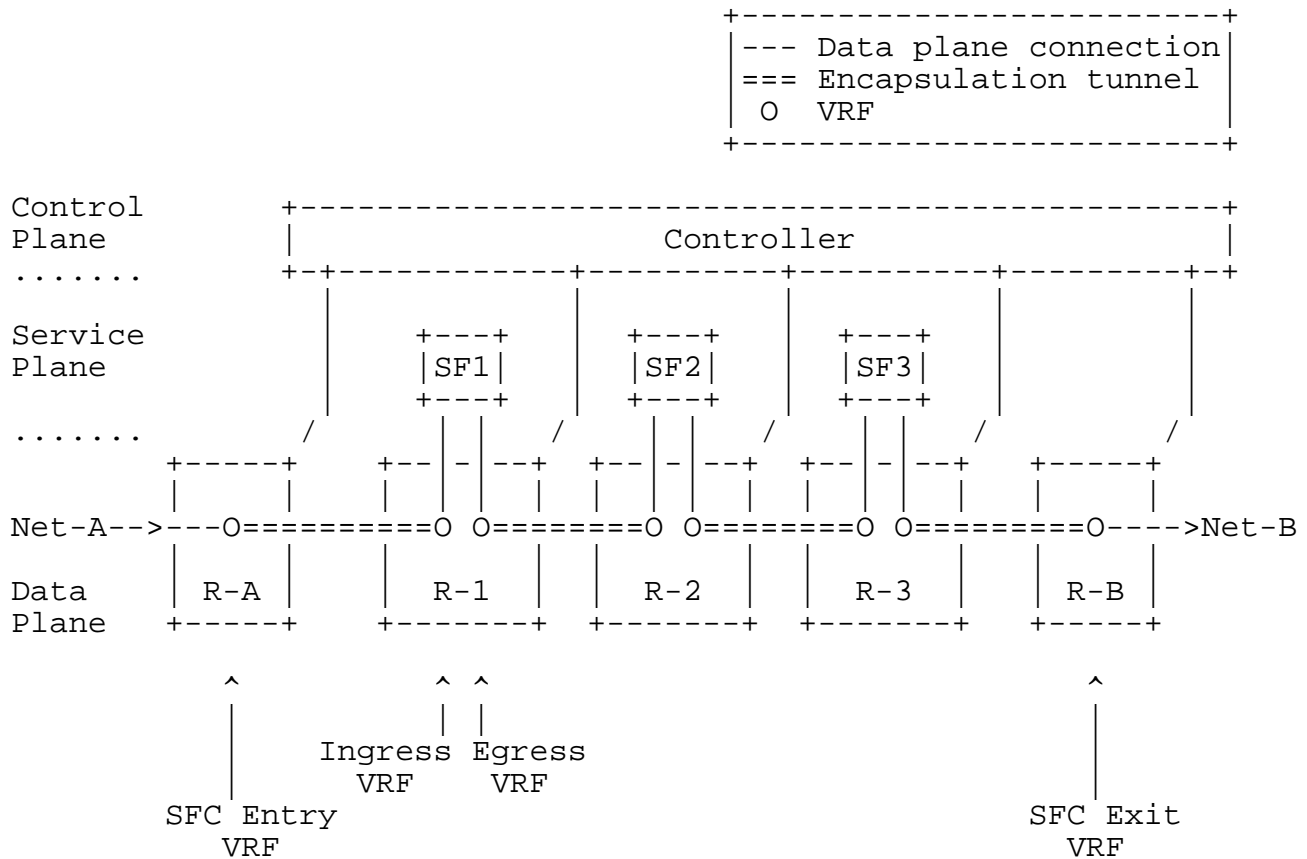 --- Data plane connection
=== Encapsulation tunnel
O VRF
Control
Plane
Controller
.......
Service
Plane
SF1 SF2 SF3
.......
Net-A-->---O==========O O========O O========O O=========O---->Net-B
Data
Plane
R-A R-1 R-2 R-3 R-B
Ingress Egress
VRF VRF
SFC Entry SFC Exit
VRF VRF